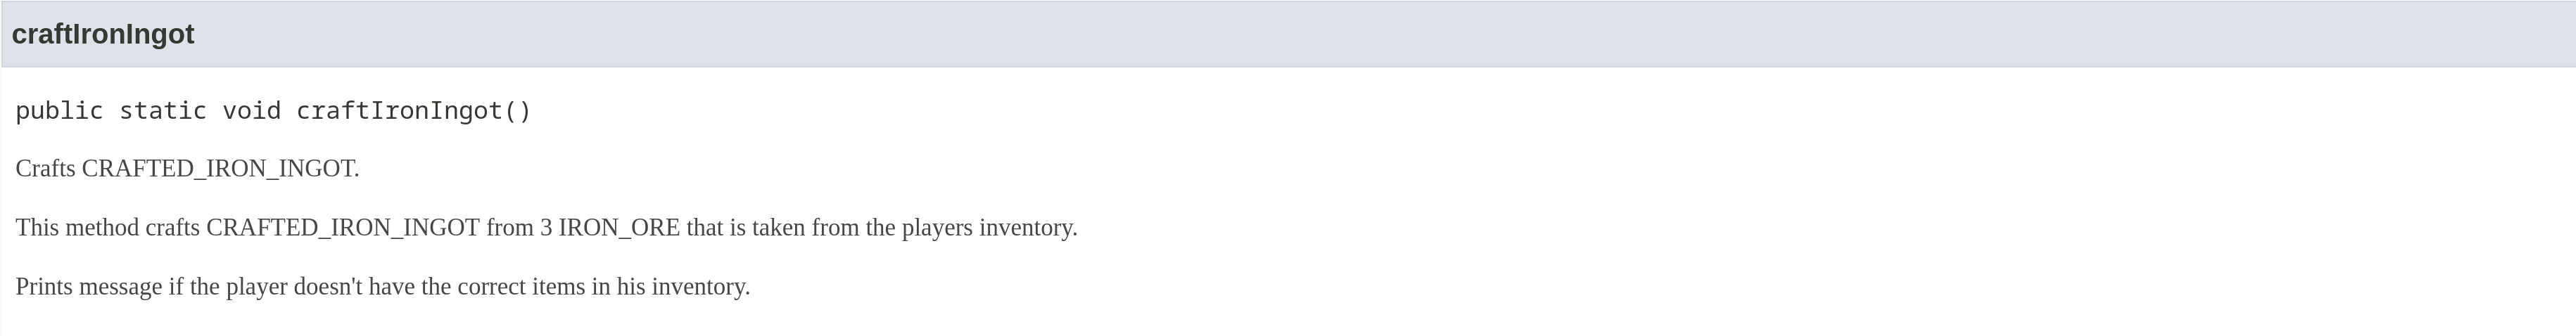 craftIronIngot
public static void craftIronIngot()
Crafts CRAFTED_IRON_INGOT.
This method crafts CRAFTED_IRON_INGOT from 3 IRON_ORE that is taken from the players inventory.
Prints message if the player doesn't have the correct items in his inventory.